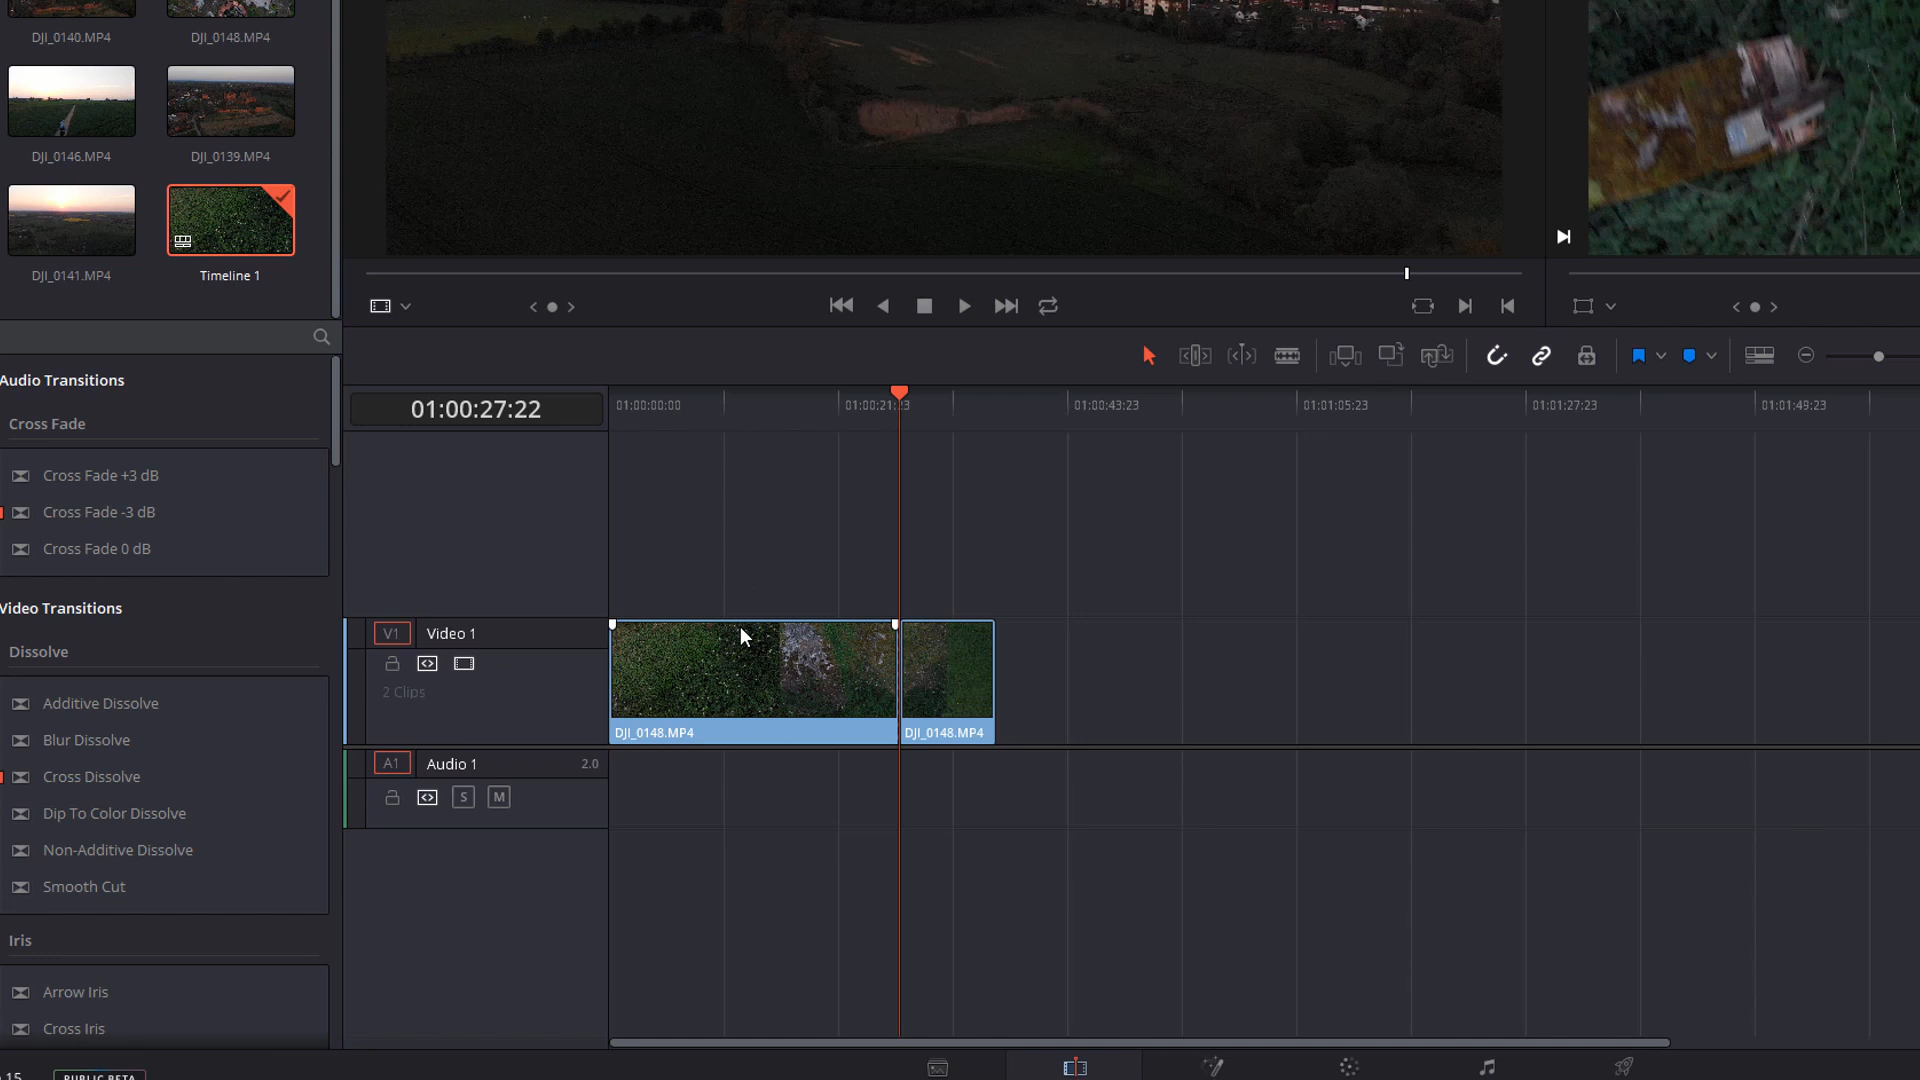 DJI_0140.MP4
DJI_0148.MP4
DJI_0146.MP4
DJI_0139.MP4
DJI_0141.MP4
Timeline 1
Audio Transitions
Cross Fade
Cross Fade +3 dB
Cross Fade -3 dB
Cross Fade 0 dB
Video Transitions
Dissolve
Additive Dissolve
Blur Dissolve
Cross Dissolve
Dip To Color Dissolve
Non-Additive Dissolve
Smooth Cut
Iris
Arrow Iris
Cross Iris
15
PUBLIC BETA
01:00:27:22
01:00:00:00
01:00:21:23
01:00:43:23
01:01:05:23
01:01:27:23
01:01:49:23
V1
Video 1
2 Clips
DJI_0148.MP4
DJI_0148.MP4
A1
Audio 1
2.0
S
M